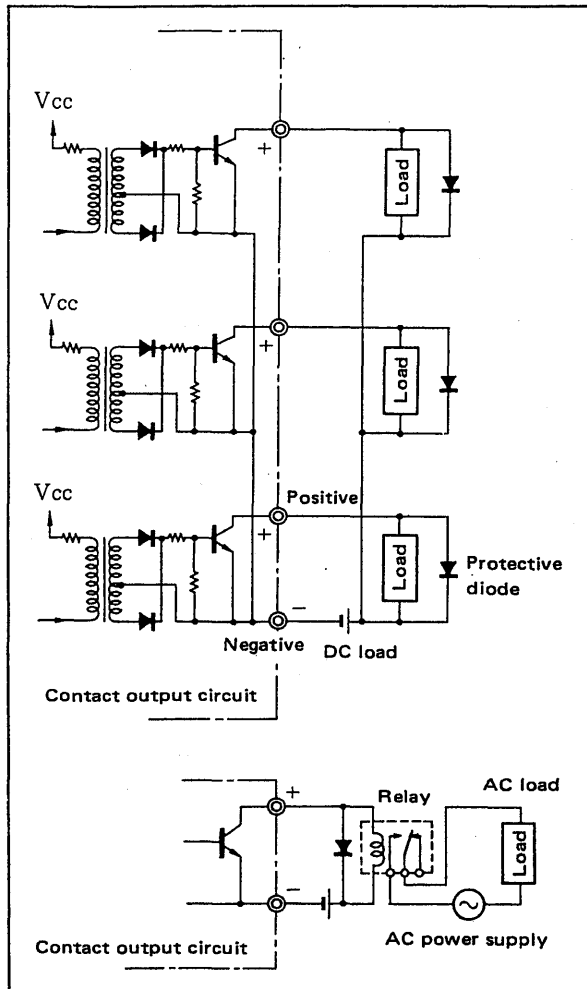 Vcc
+
Load
Vcc
+
Load
Vcc
Positive
+
Load
Protective
diode
−
Negative
DC load
Contact output circuit
+
Relay
AC load
Load
−
Contact output circuit
AC power supply